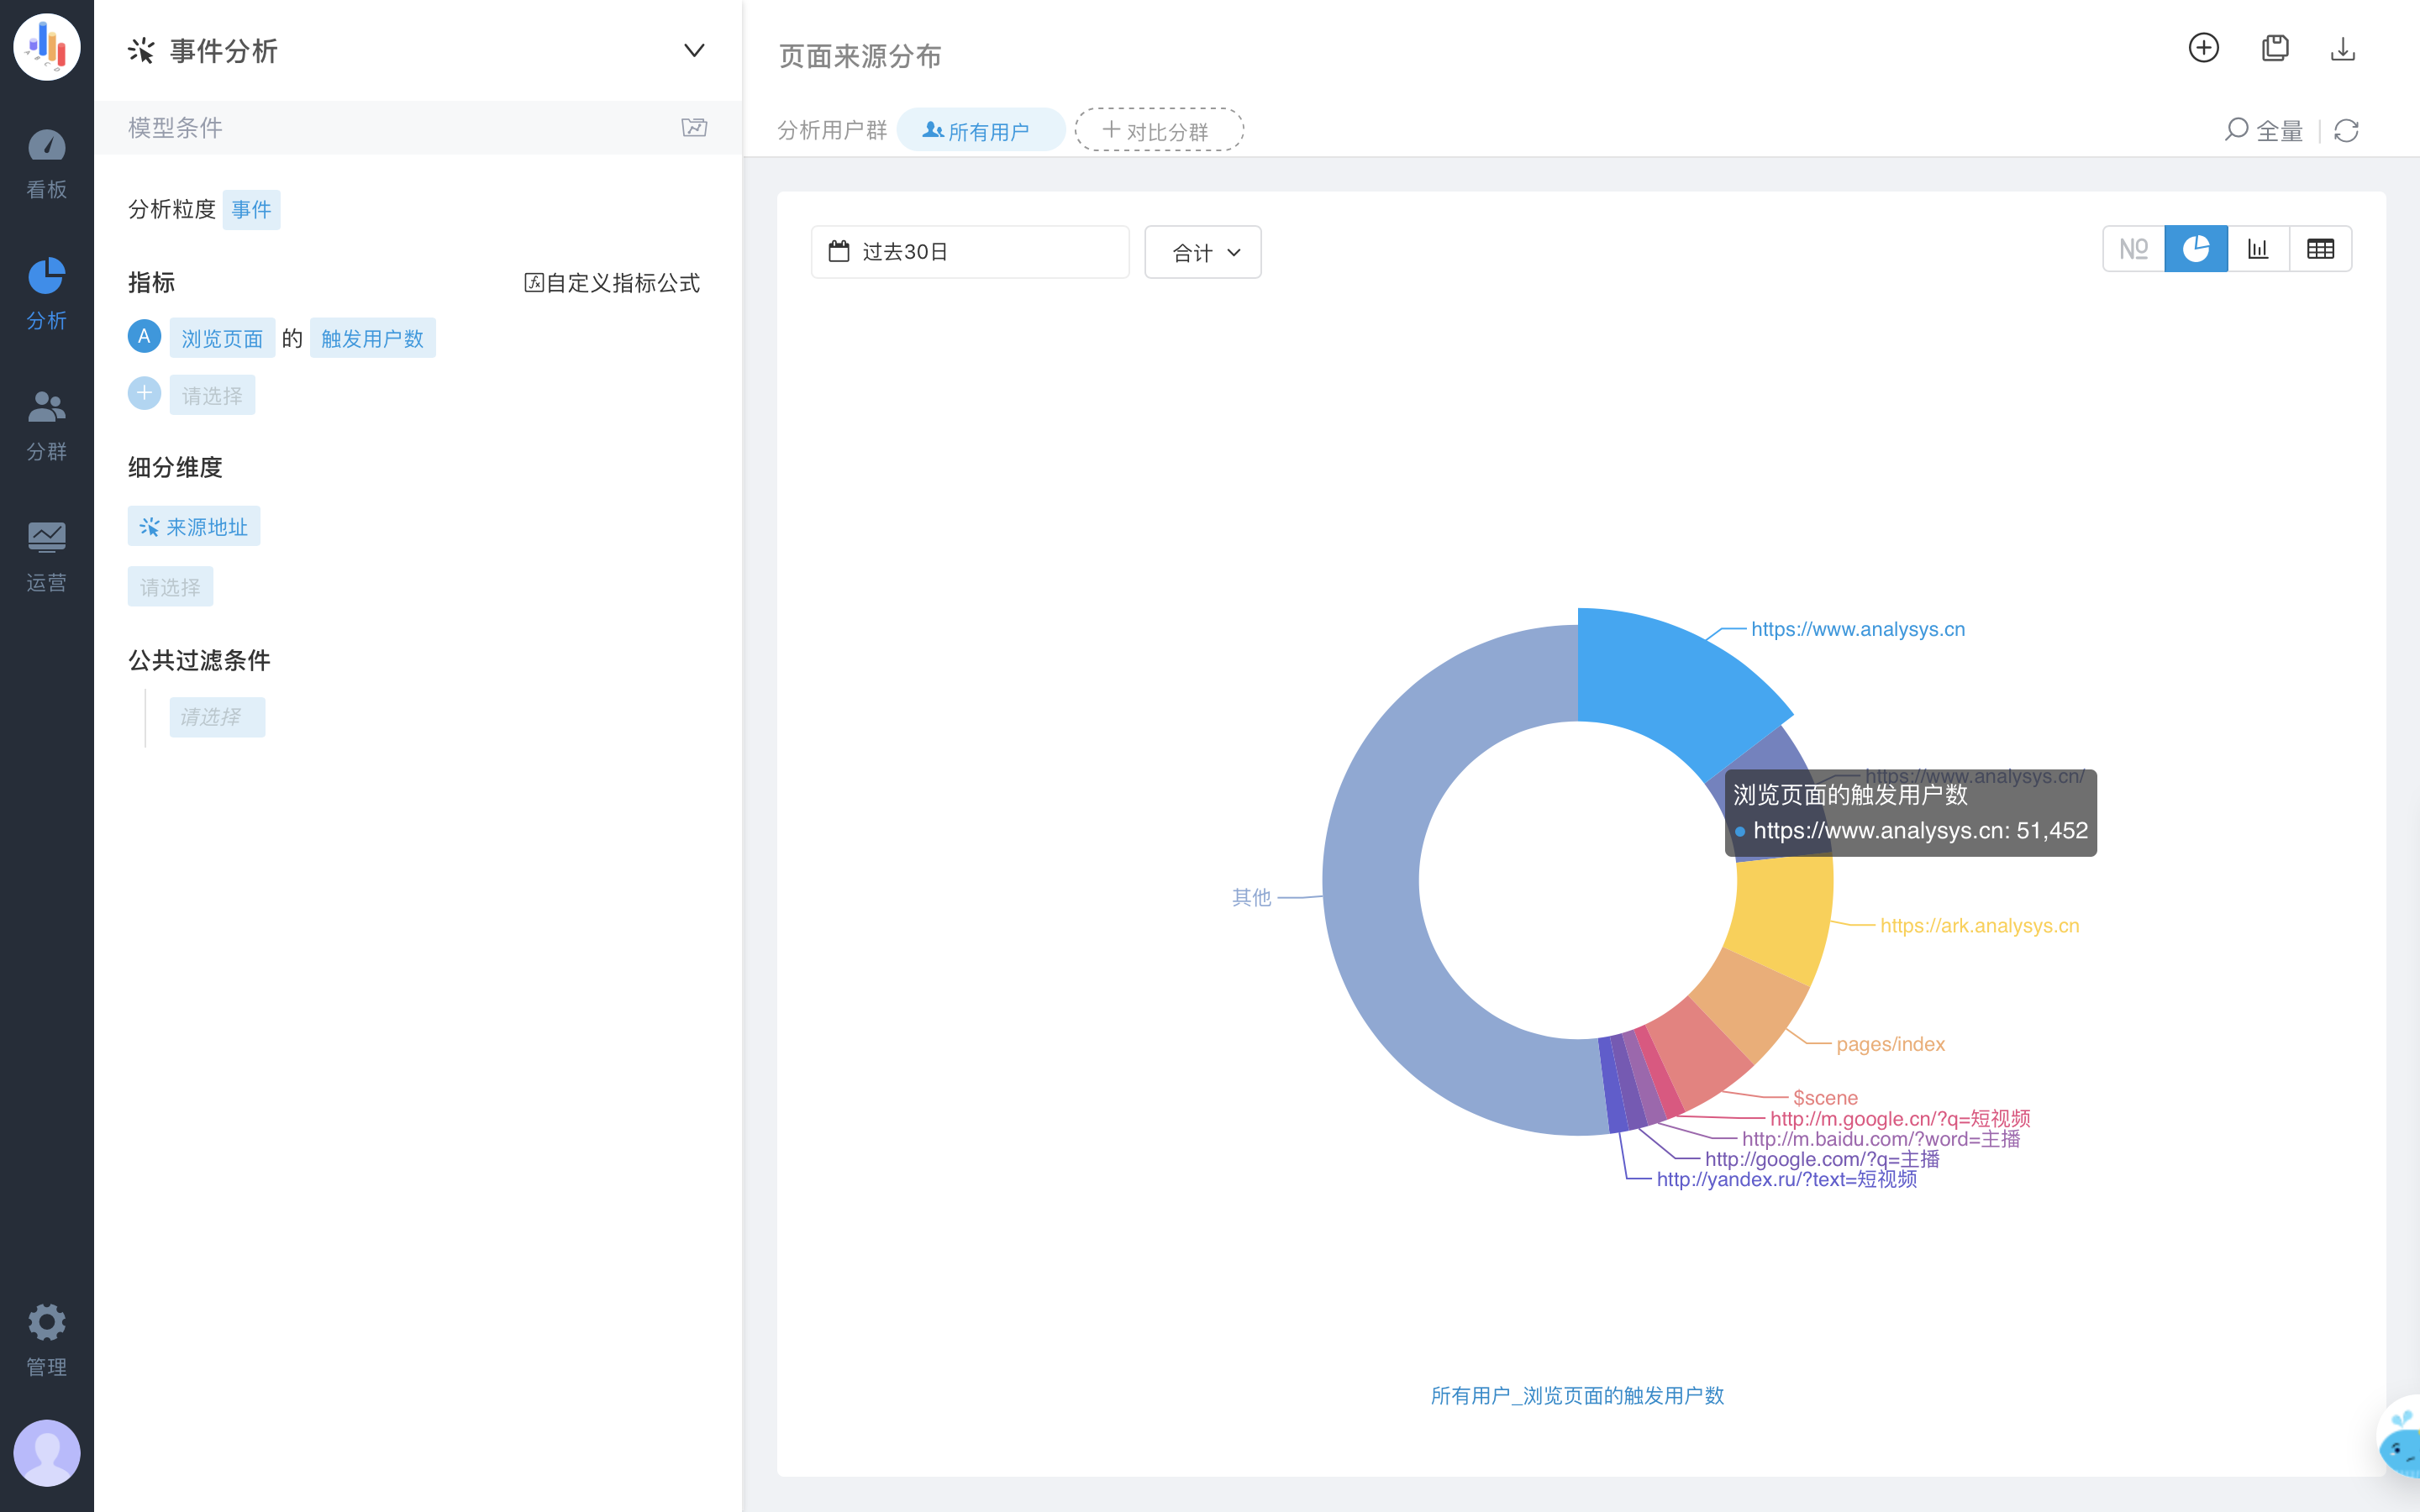 看板
分析
分群
运营
管理
事件分析
模型条件
分析粒度 事件
指标
自定义指标公式
A 浏览页面 的 触发用户数
请选择
细分维度
来源地址
请选择
公共过滤条件
请选择
页面来源分布
分析用户群 所有用户 + 对比分群
全量
过去30日
合计
№
https://www.analysys.cn
https://www.analysys.cn/
浏览页面的触发用户数
https://www.analysys.cn: 51,452
其他
https://ark.analysys.cn
pages/index
$scene
http://m.google.cn/?q=短视频
http://m.baidu.com/?word=主播
http://google.com/?q=主播
http://yandex.ru/?text=短视频
所有用户_浏览页面的触发用户数